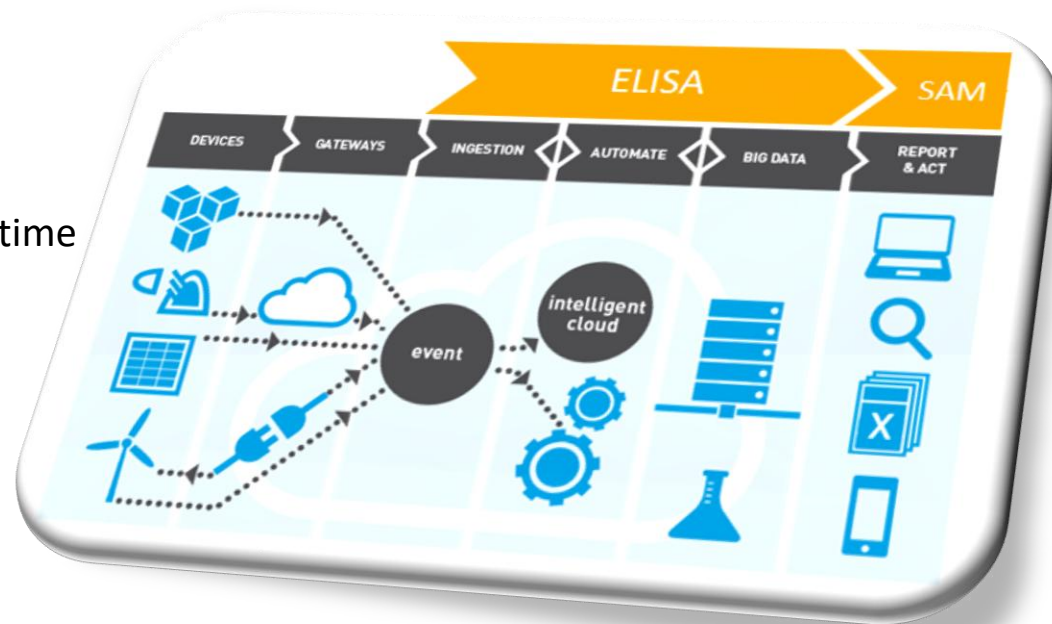 ELISA
SAM
DEVICES
GATEWAYS
INGESTION
AUTOMATE
BIG DATA
REPORT
& ACT
time
intelligent
cloud
event
X